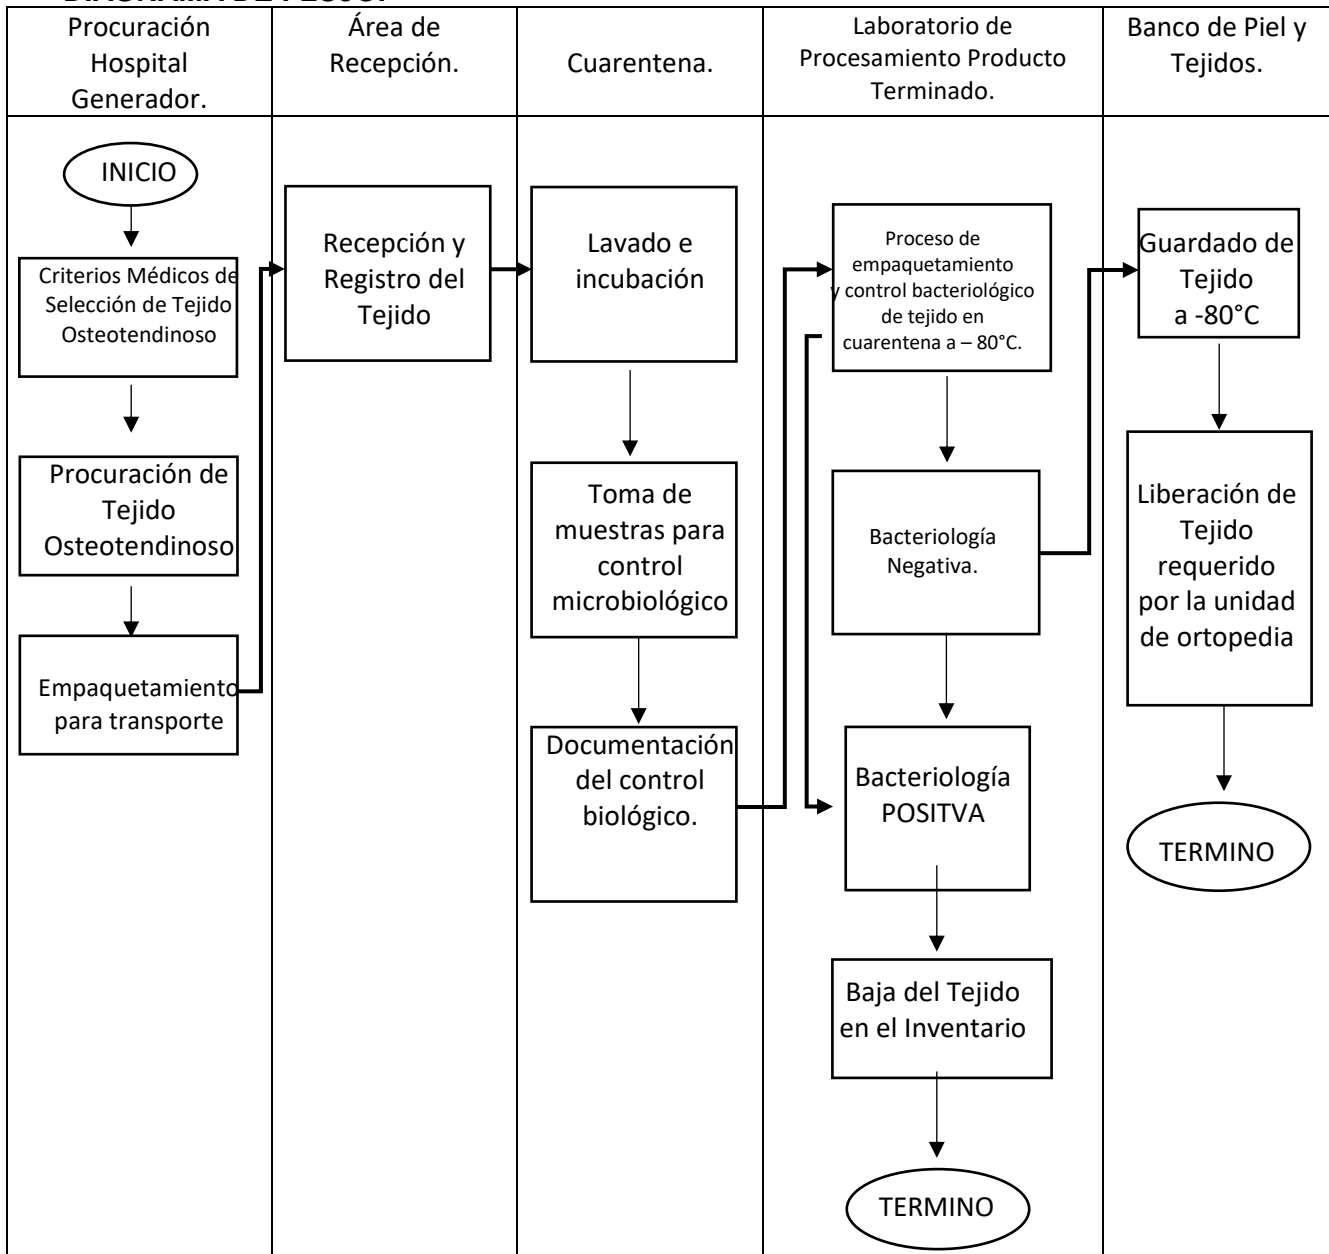 DIAGRAMA DE FLUJO.
Procuración
Hospital
Generador.
Área de
Recepción.
Cuarentena.
Laboratorio de
Procesamiento Producto
Terminado.
Banco de Piel y
Tejidos.
INICIO
Criterios Médicos de
Selección de Tejido
Osteotendinoso
Procuración de
Tejido
Osteotendinoso
Empaquetamiento
para transporte
Recepción y
Registro del
Tejido
Lavado e
incubación
Toma de
muestras para
control
microbiológico
Documentación
del control
biológico.
Proceso de
empaquetamiento
y control bacteriológico
de tejido en
cuarentena a – 80°C.
Bacteriología
Negativa.
Bacteriología
POSITVA
Baja del Tejido
en el Inventario
TERMINO
Guardado de
Tejido
a -80°C
Liberación de
Tejido
requerido
por la unidad
de ortopedia
TERMINO